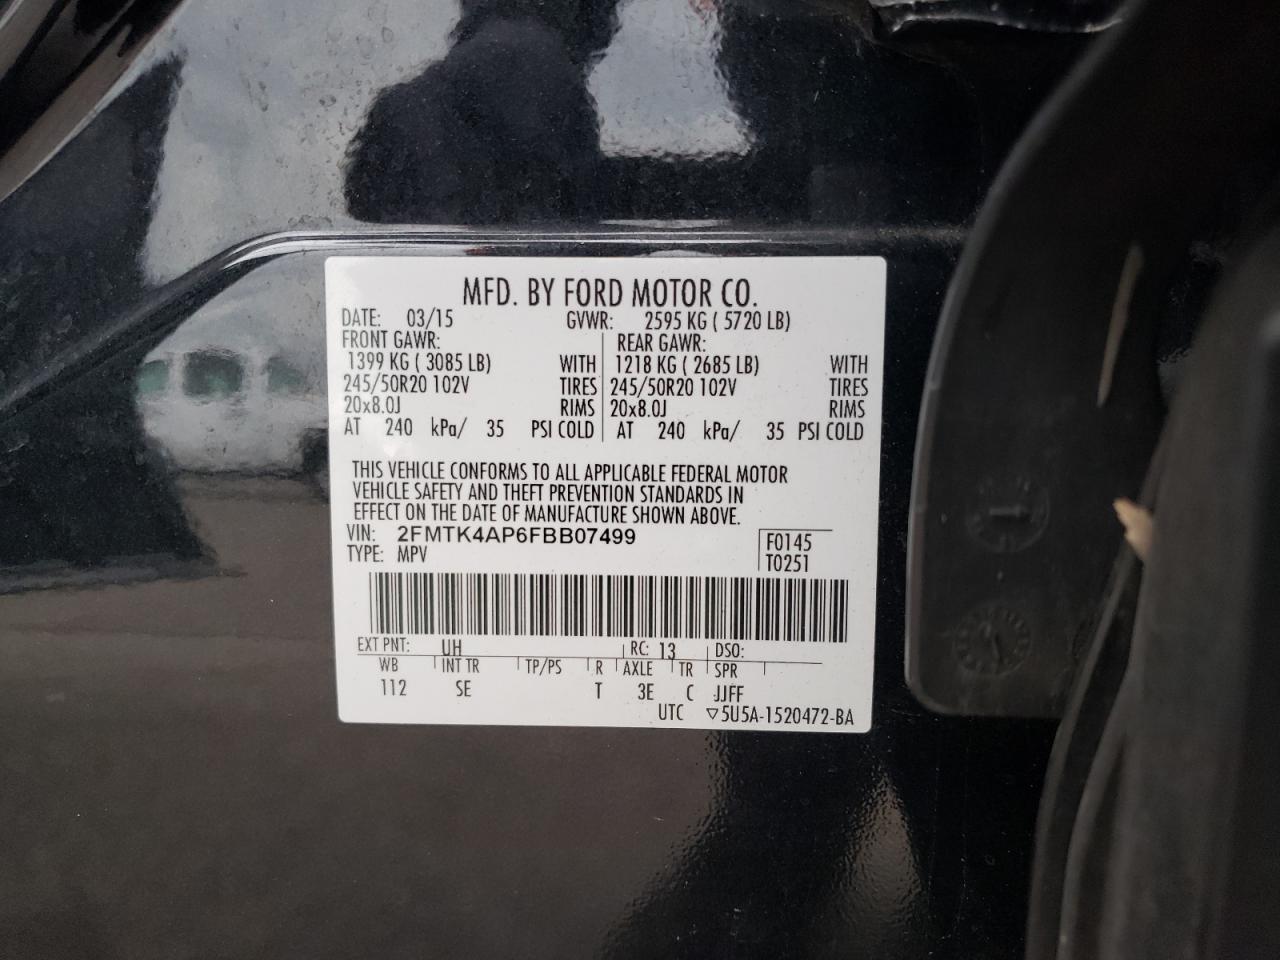 MFD. BY FORD MOTOR CO.
DATE: 03/15 GVWR: 2595 KG ( 5720 LB)
FRONT GAWR: REAR GAWR:
1399 KG ( 3085 LB) WITH 1218 KG ( 2685 LB) WITH
245/50R20 102V TIRES 245/50R20 102V TIRES
20x8.0J RIMS 20x8.0J RIMS
AT 240 kPa/ 35 PSI COLD AT 240 kPa/ 35 PSI COLD
THIS VEHICLE CONFORMS TO ALL APPLICABLE FEDERAL MOTOR
VEHICLE SAFETY AND THEFT PREVENTION STANDARDS IN
EFFECT ON THE DATE OF MANUFACTURE SHOWN ABOVE.
VIN: 2FMTK4AP6FBB07499 F0145
TYPE: MPV T0251
EXT PNT: UH RC: 13 DSO:
WB INT TR TP/PS R AXLE TR SPR
112 SE T 3E C JJFF
UTC ▽5U5A-1520472-BA